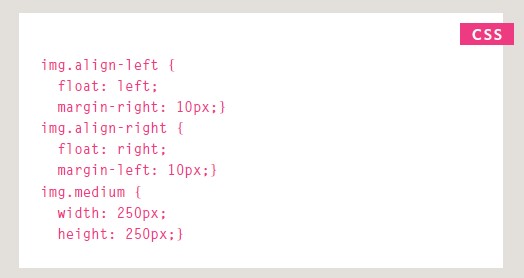 CSS
img.align-left {
float: left;
margin-right: 10px;}
img.align-right {
float: right;
margin-left: 10px;}
img.medium {
width: 250px;
height: 250px;}